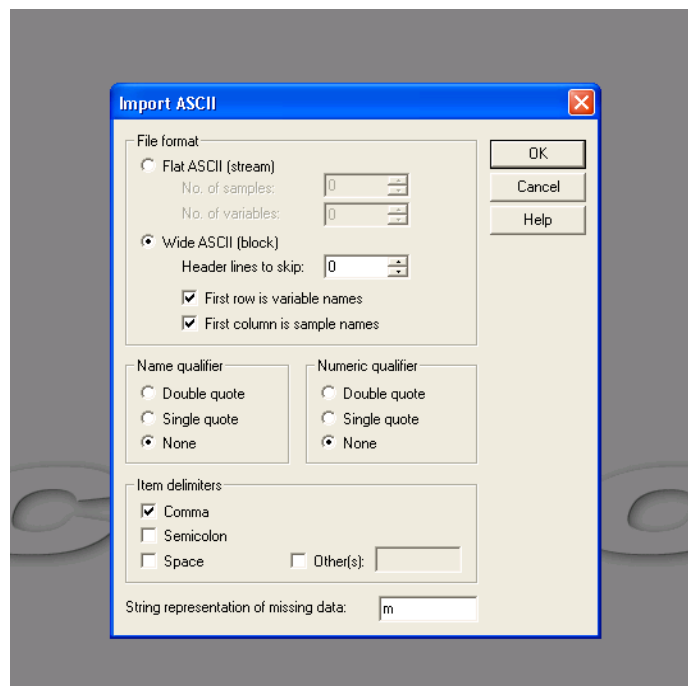 Import ASCII
File format
Flat ASCII (stream)
No. of samples: 0
No. of variables: 0
Wide ASCII (block)
Header lines to skip: 0
First row is variable names
First column is sample names
OK
Cancel
Help
Name qualifier
Double quote
Single quote
None
Numeric qualifier
Double quote
Single quote
None
Item delimiters
Comma
Semicolon
Space
Other(s):
String representation of missing data: m